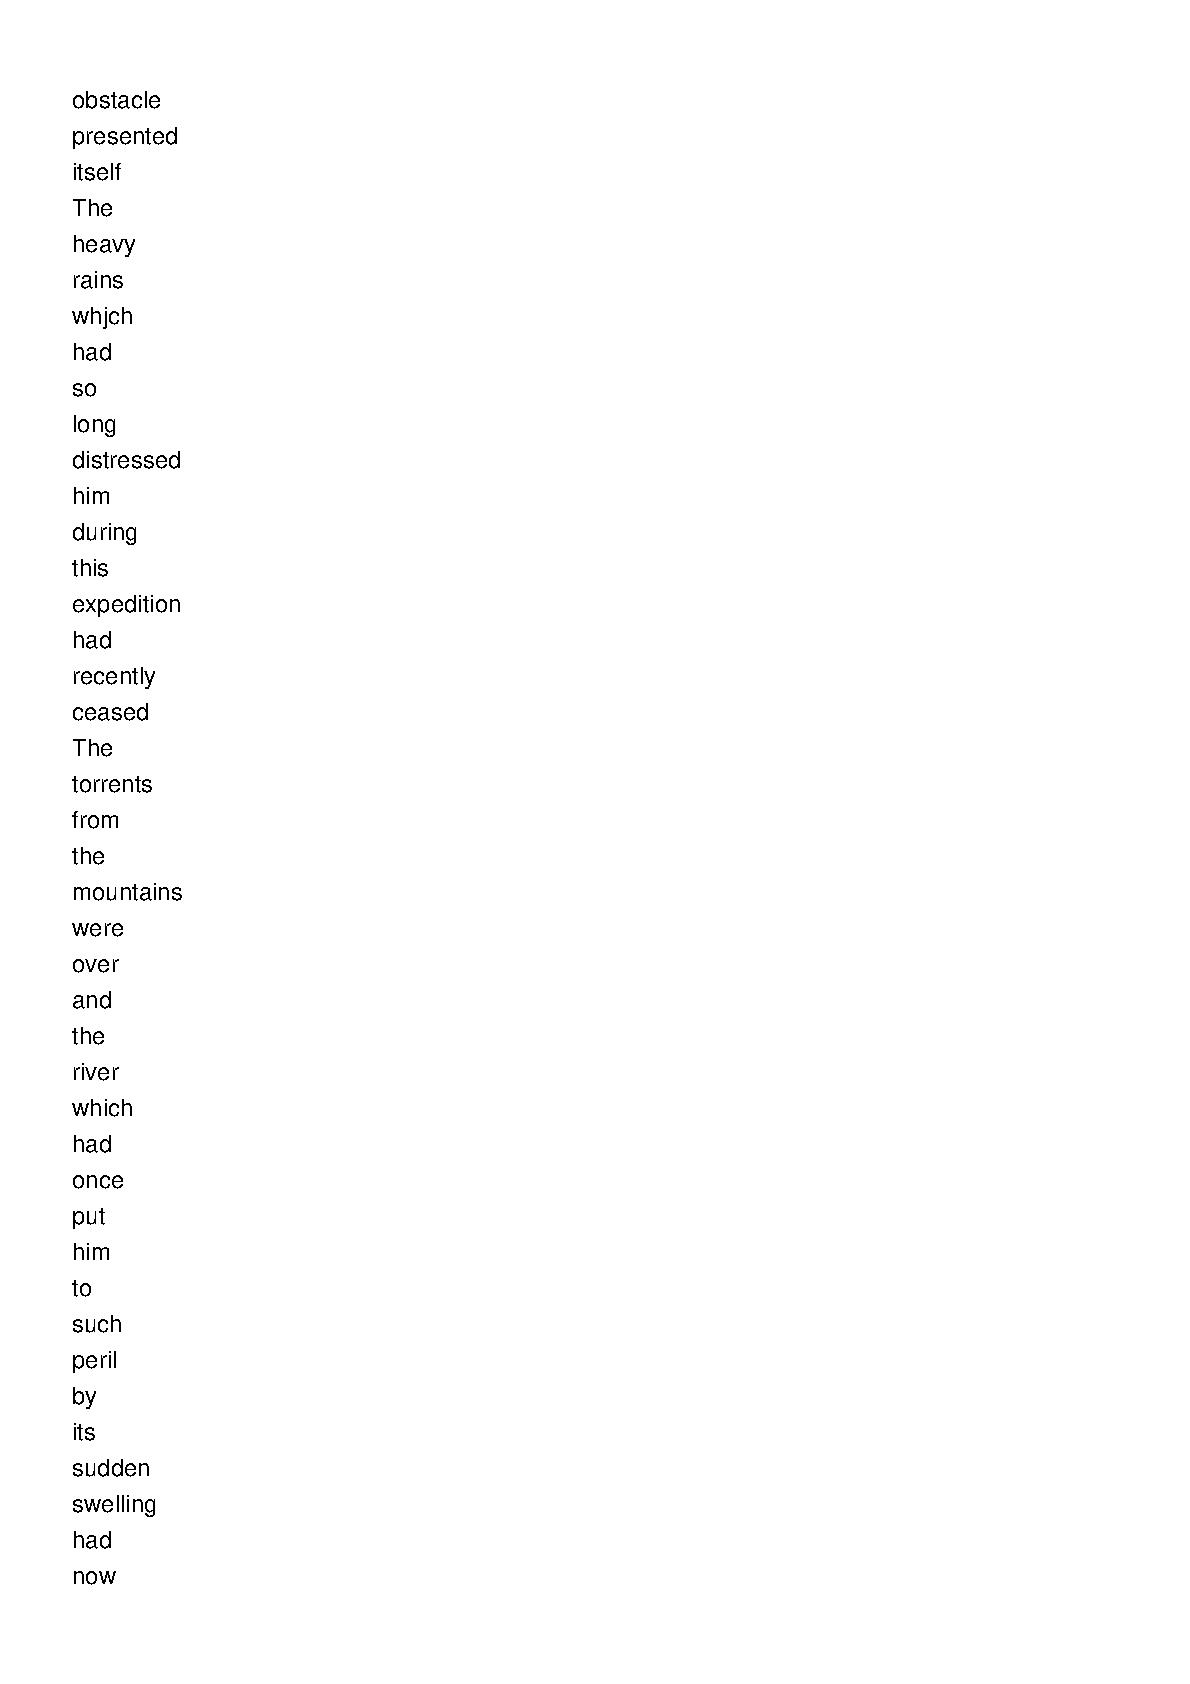 obstacle
presented
itself
The
heavy
rains
whjch
had
so
long
distressed
him
during
this
expedition
had
recently
ceased
The
torrents
from
the
mountains
were
over
and
the
river
which
had
once
put
him
to
such
peril
by
its
sudden
swelling
had
now